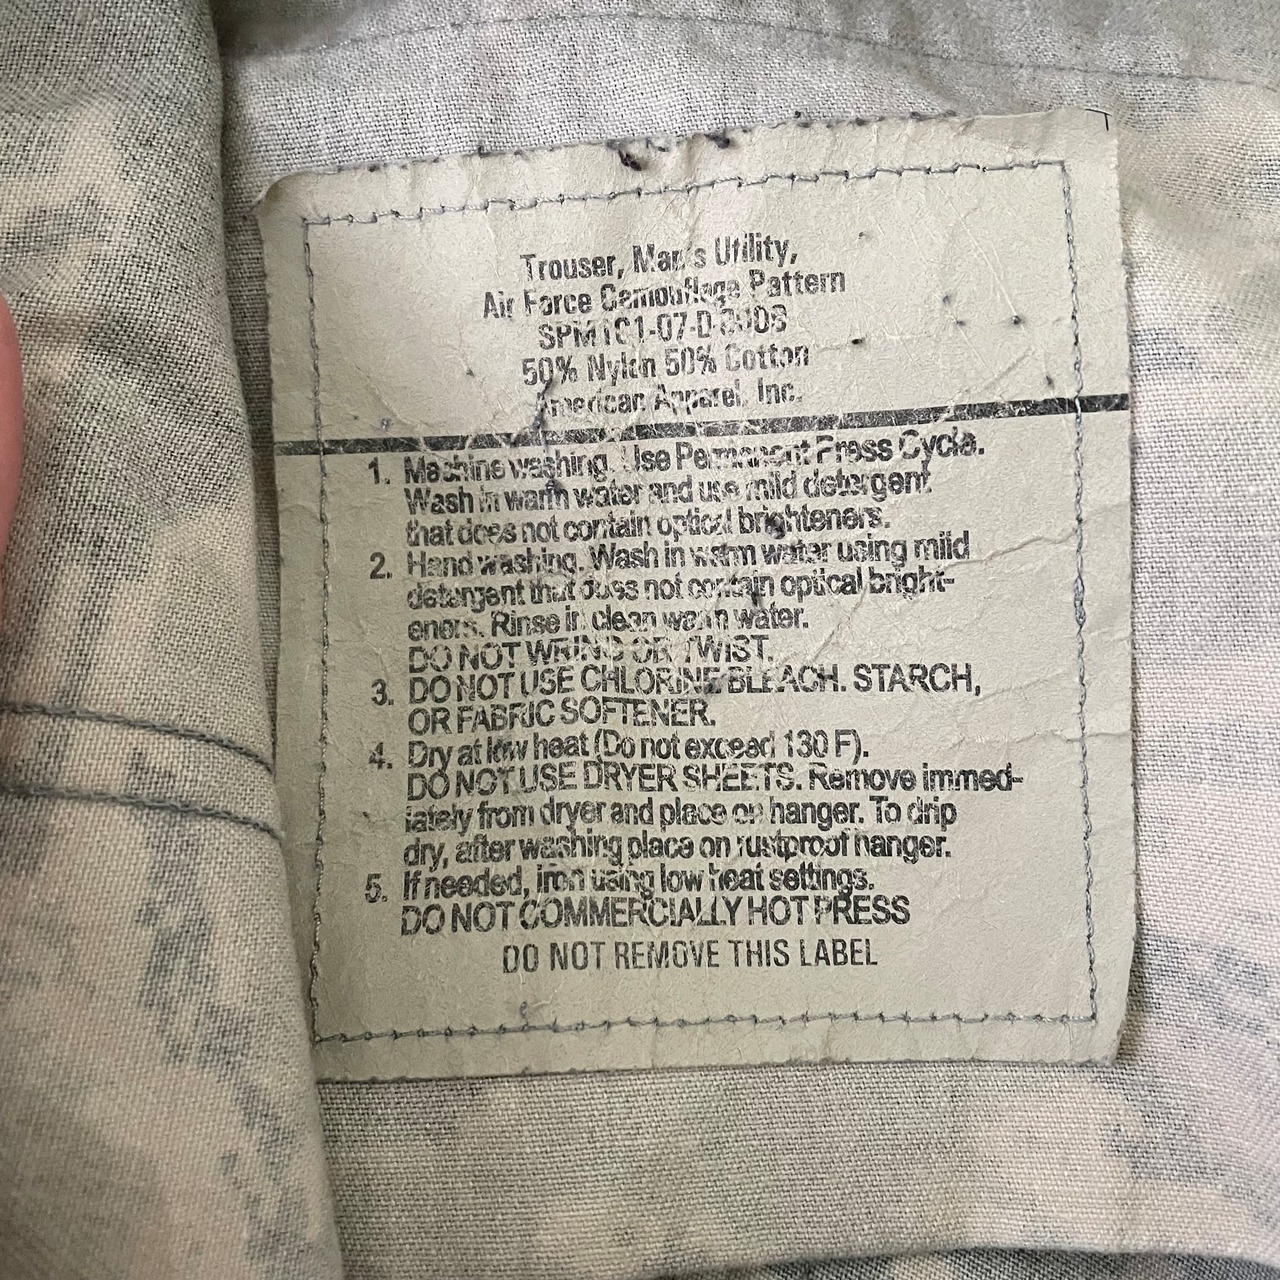 Trouser, Man's Utility,
Air Force Camouflage Pattern
50% Nylon 50% Cotton
American Apparel, Inc.
1. Machine washing. Use Permanent Press Cycle.
Wash in warm water and use mild detergent
that does not contain optical brighteners.
2. Hand washing. Wash in warm water using mild
detergent that does not contain optical bright-
eners. Rinse in clean warm water.
DO NOT WRING OR TWIST.
3. DO NOT USE CHLORINE BLEACH. STARCH,
OR FABRIC SOFTENER.
4. Dry at low heat (Do not exceed 130 F).
DO NOT USE DRYER SHEETS. Remove immed-
iately from dryer and place on hanger. To drip
dry, after washing place on rustproof hanger.
5. If needed, iron using low heat settings.
DO NOT COMMERCIALLY HOT PRESS
DO NOT REMOVE THIS LABEL